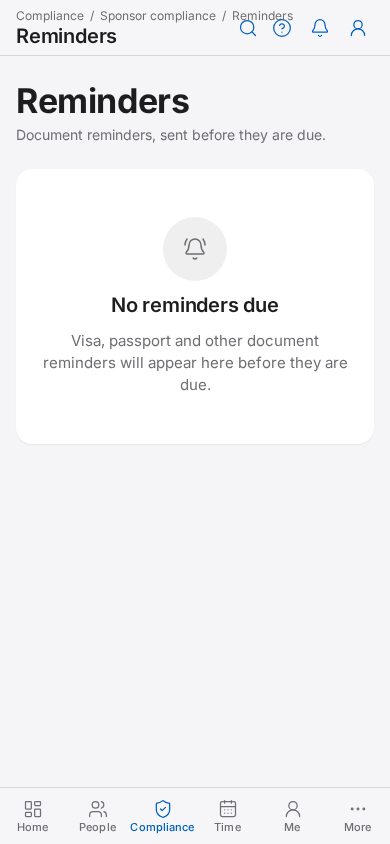 Compliance / Sponsor compliance / Reminders
Reminders
Reminders
Document reminders, sent before they are due.
No reminders due
Visa, passport and other document
reminders will appear here before they are
due.
Home People Compliance Time Me More